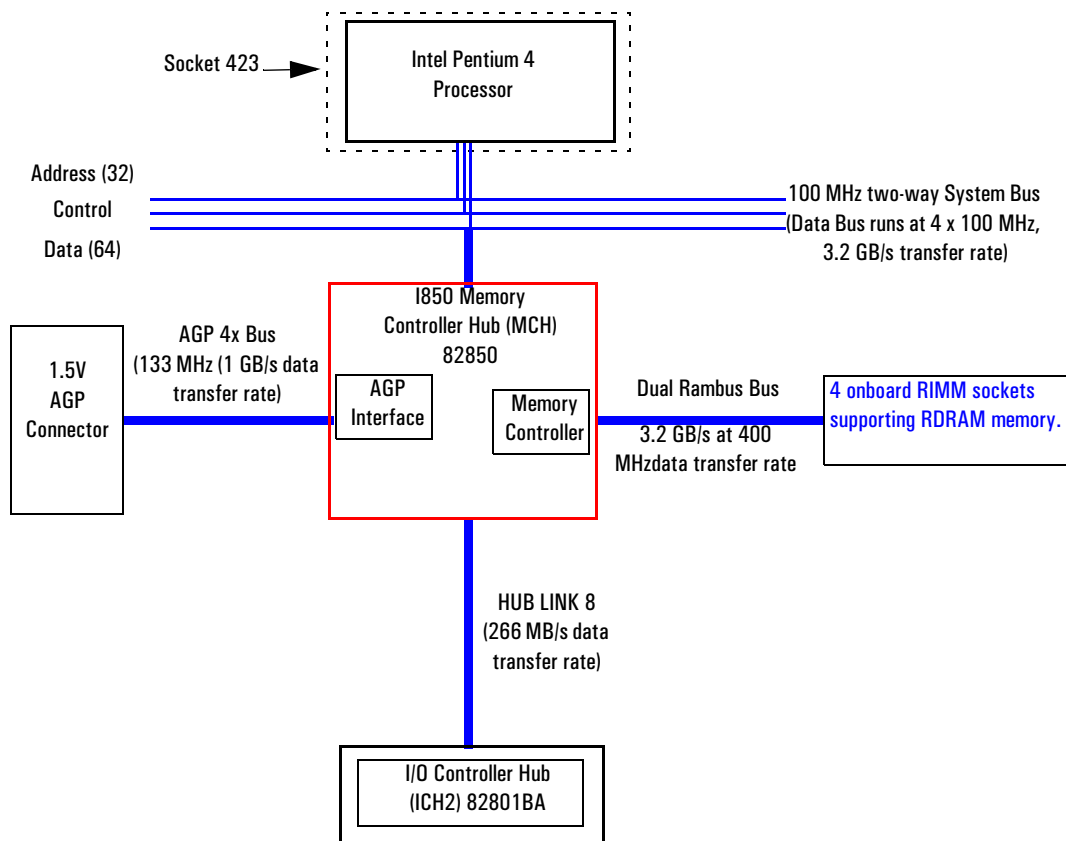 Socket 423
Intel Pentium 4
Processor
Address (32)
Control
Data (64)
100 MHz two-way System Bus
(Data Bus runs at 4 x 100 MHz,
3.2 GB/s transfer rate)
I850 Memory
Controller Hub (MCH)
82850
AGP 4x Bus
(133 MHz (1 GB/s data
transfer rate)
1.5V
AGP
Connector
AGP
Interface
Memory
Controller
Dual Rambus Bus
3.2 GB/s at 400
MHzdata transfer rate
4 onboard RIMM sockets
supporting RDRAM memory.
HUB LINK 8
(266 MB/s data
transfer rate)
I/O Controller Hub
(ICH2) 82801BA